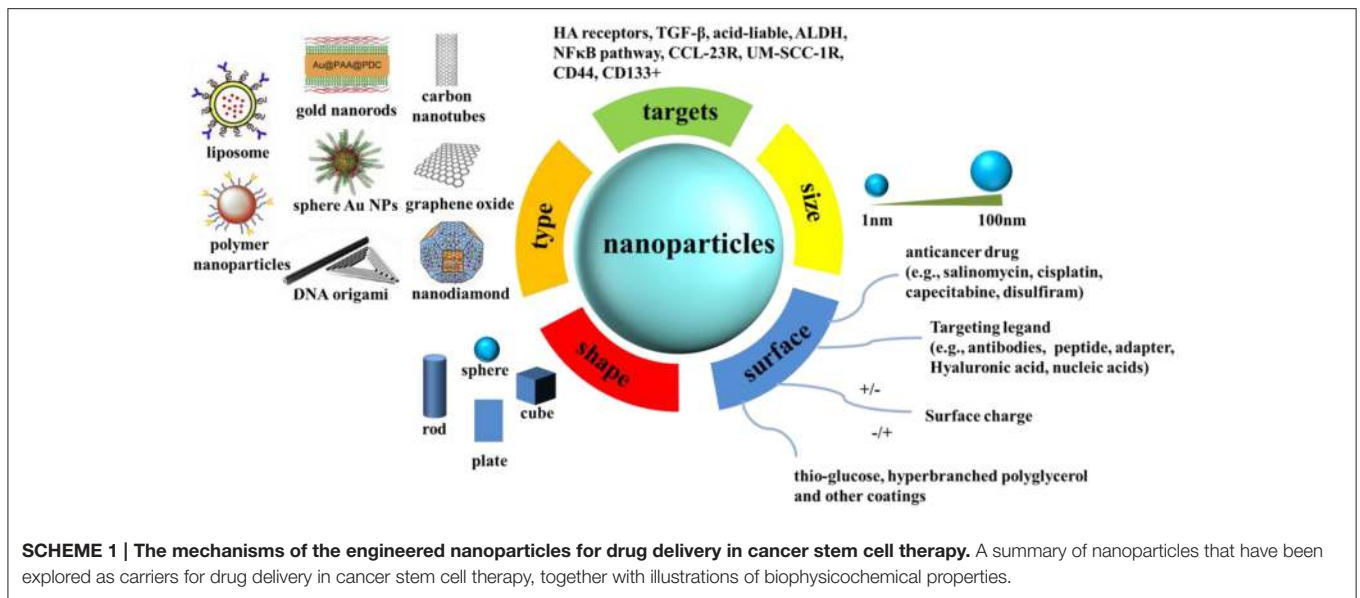 HA receptors, TGF-β, acid-liable, ALDH,
NFκB pathway, CCL-23R, UM-SCC-1R,
CD44, CD133+
Au@PAA@PDC
gold nanorods
carbon
nanotubes
liposome
sphere Au NPs
graphene oxide
polymer
nanoparticles
DNA origami
nanodiamond
targets
type
size
nanoparticles
shape
surface
1nm
100nm
anticancer drug
(e.g., salinomycin, cisplatin,
capecitabine, disulfiram)
Targeting ligand
(e.g., antibodies, peptide, adapter,
Hyaluronic acid, nucleic acids)
+/-
Surface charge
-/+
thio-glucose, hyperbranched polyglycerol
and other coatings
sphere
rod
cube
plate
SCHEME 1 | The mechanisms of the engineered nanoparticles for drug delivery in cancer stem cell therapy. A summary of nanoparticles that have been
explored as carriers for drug delivery in cancer stem cell therapy, together with illustrations of biophysicochemical properties.